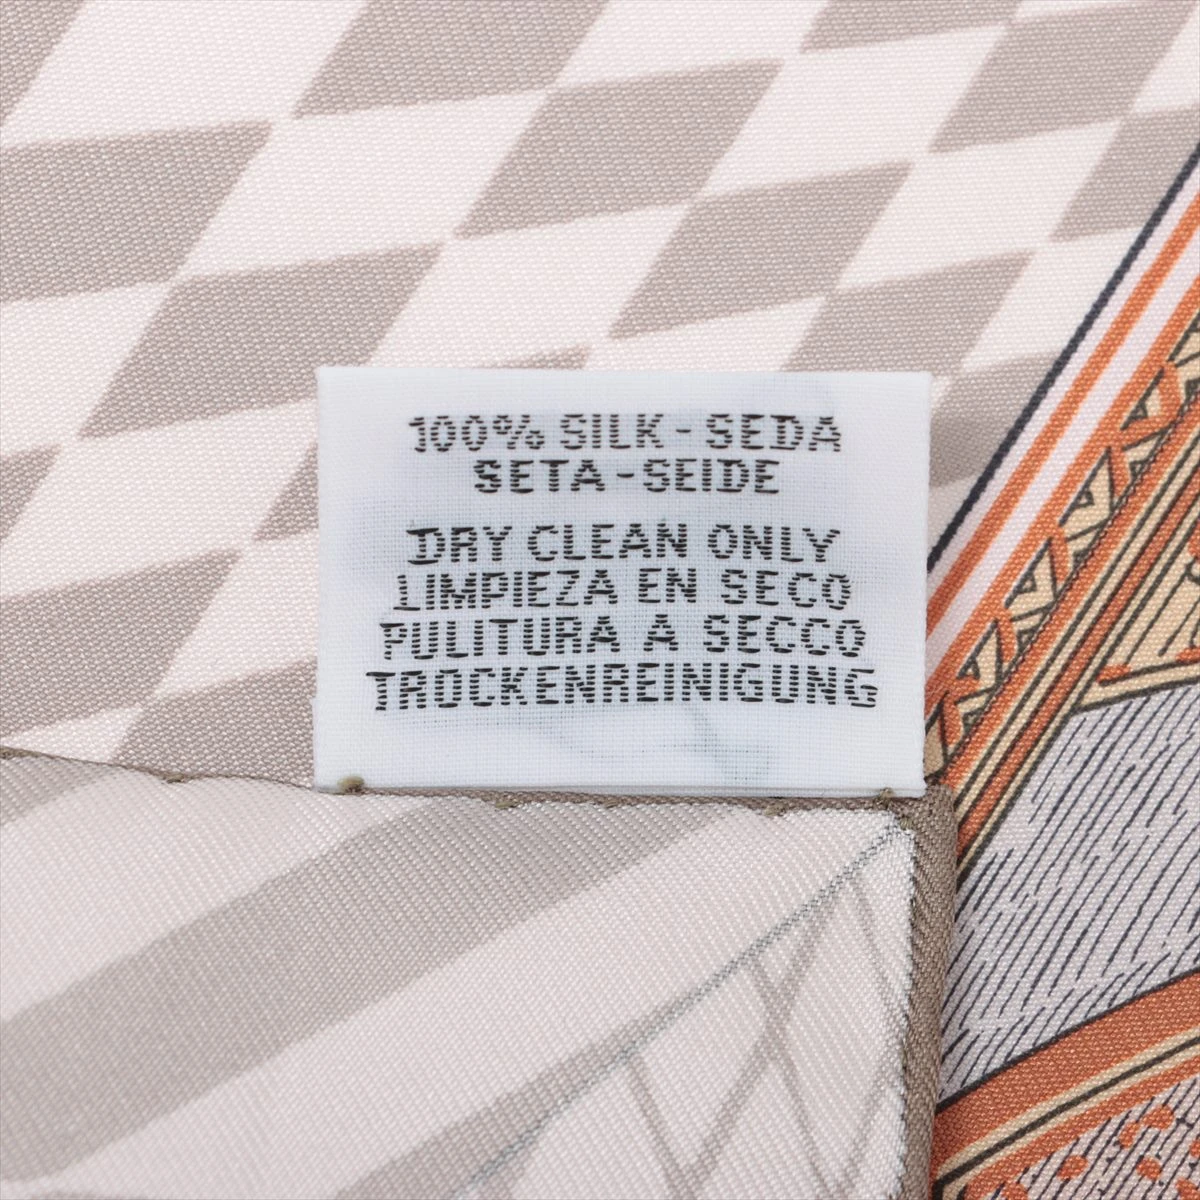 100% SILK - SEDA
SETA - SEIDE
DRY CLEAN ONLY
LIMPIEZA EN SECO
PULITURA A SECCO
TROCKENREINIGUNG